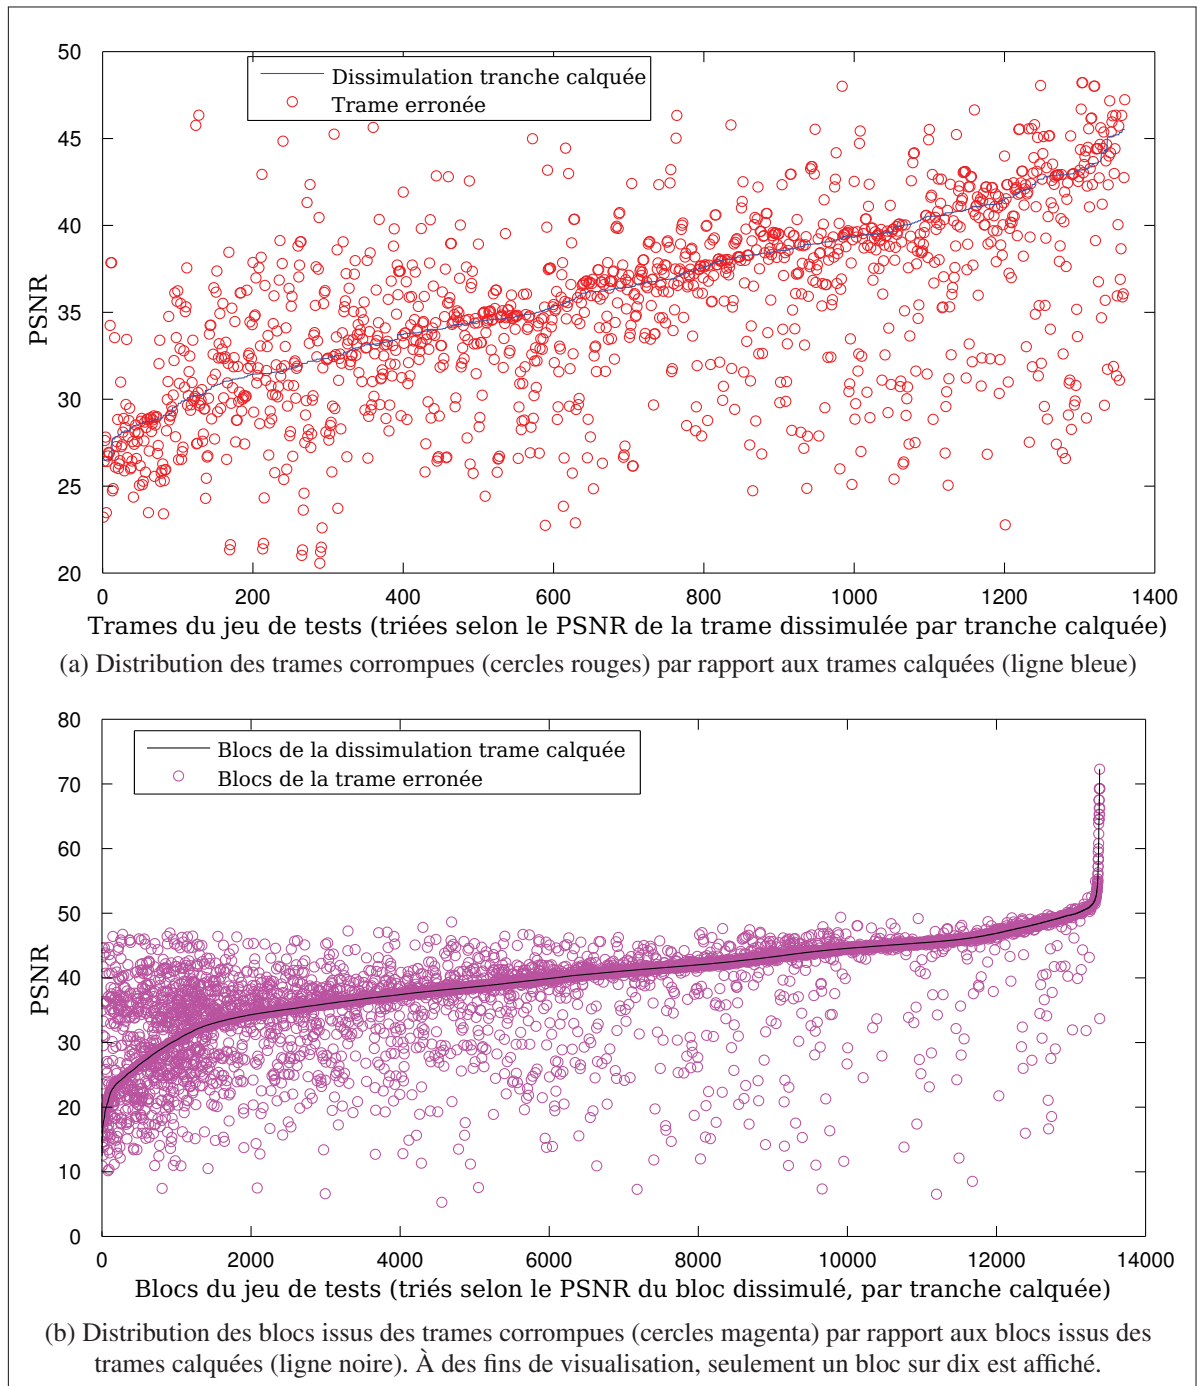 50
45
40
35
30
25
20
PSNR
Dissimulation tranche calquée
Trame erronée
0 200 400 600 800 1000 1200 1400
Trames du jeu de tests (triées selon le PSNR de la trame dissimulée par tranche calquée)
(a) Distribution des trames corrompues (cercles rouges) par rapport aux trames calquées (ligne bleue)
80
70
60
50
40
30
20
10
0
PSNR
Blocs de la dissimulation trame calquée
Blocs de la trame erronée
0 2000 4000 6000 8000 10000 12000 14000
Blocs du jeu de tests (triés selon le PSNR du bloc dissimulé, par tranche calquée)
(b) Distribution des blocs issus des trames corrompues (cercles magenta) par rapport aux blocs issus des
trames calquées (ligne noire). À des fins de visualisation, seulement un bloc sur dix est affiché.